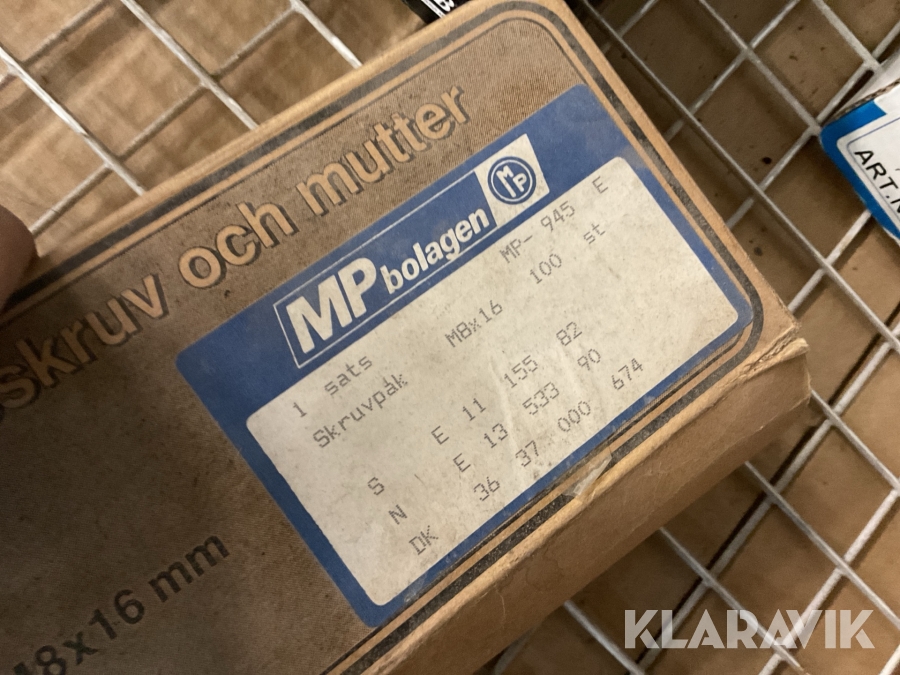 skruv och mutter
MP bolagen MP
1 sats MP- 945 E
Skruvpåk M8x16 100 st
S E 11 155 82
N E 13 533 90
DK 36 37 000 674
M8x16 mm
ART.N
KLARAVIK